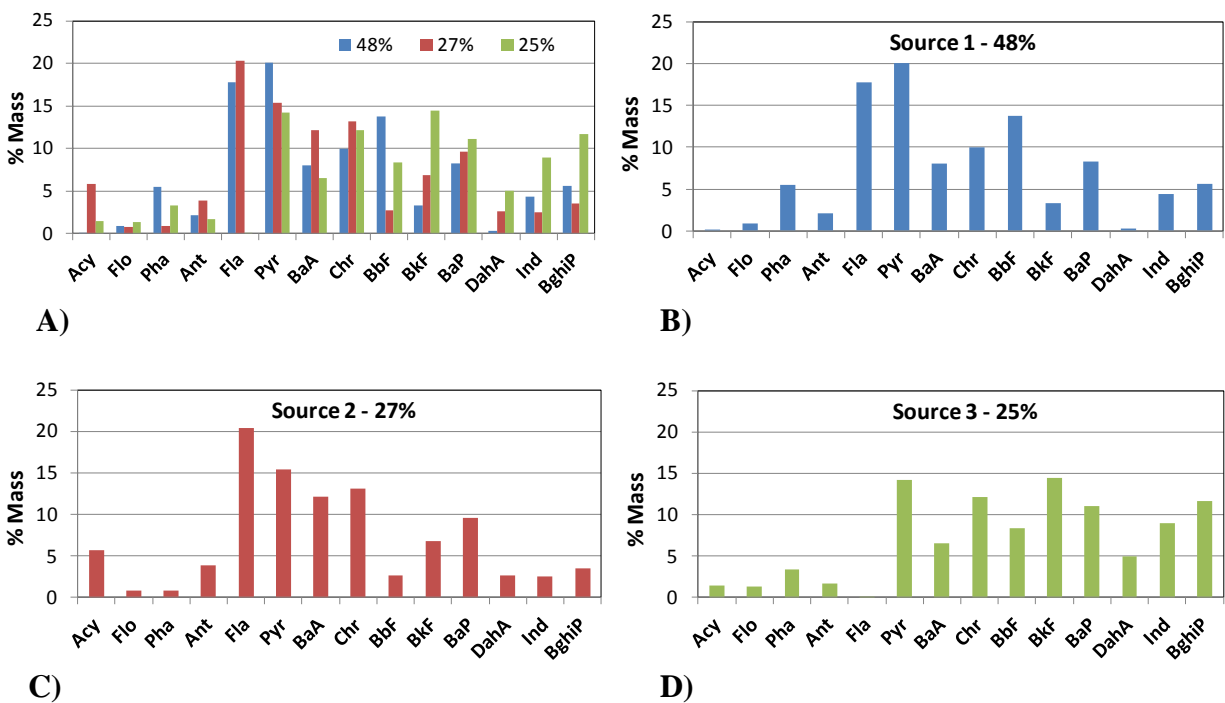 25
20
15
10
5
0
% Mass
48% 27% 25%
Acy Flo Pha Ant Fla Pyr BaA Chr BbF BkF BaP DahA Ind BghiP
A)
25
20
15
10
5
0
% Mass
Source 1 - 48%
Acy Flo Pha Ant Fla Pyr BaA Chr BbF BkF BaP DahA Ind BghiP
B)
25
20
15
10
5
0
% Mass
Source 2 - 27%
Acy Flo Pha Ant Fla Pyr BaA Chr BbF BkF BaP DahA Ind BghiP
C)
25
20
15
10
5
0
% Mass
Source 3 - 25%
Acy Flo Pha Ant Fla Pyr BaA Chr BbF BkF BaP DahA Ind BghiP
D)